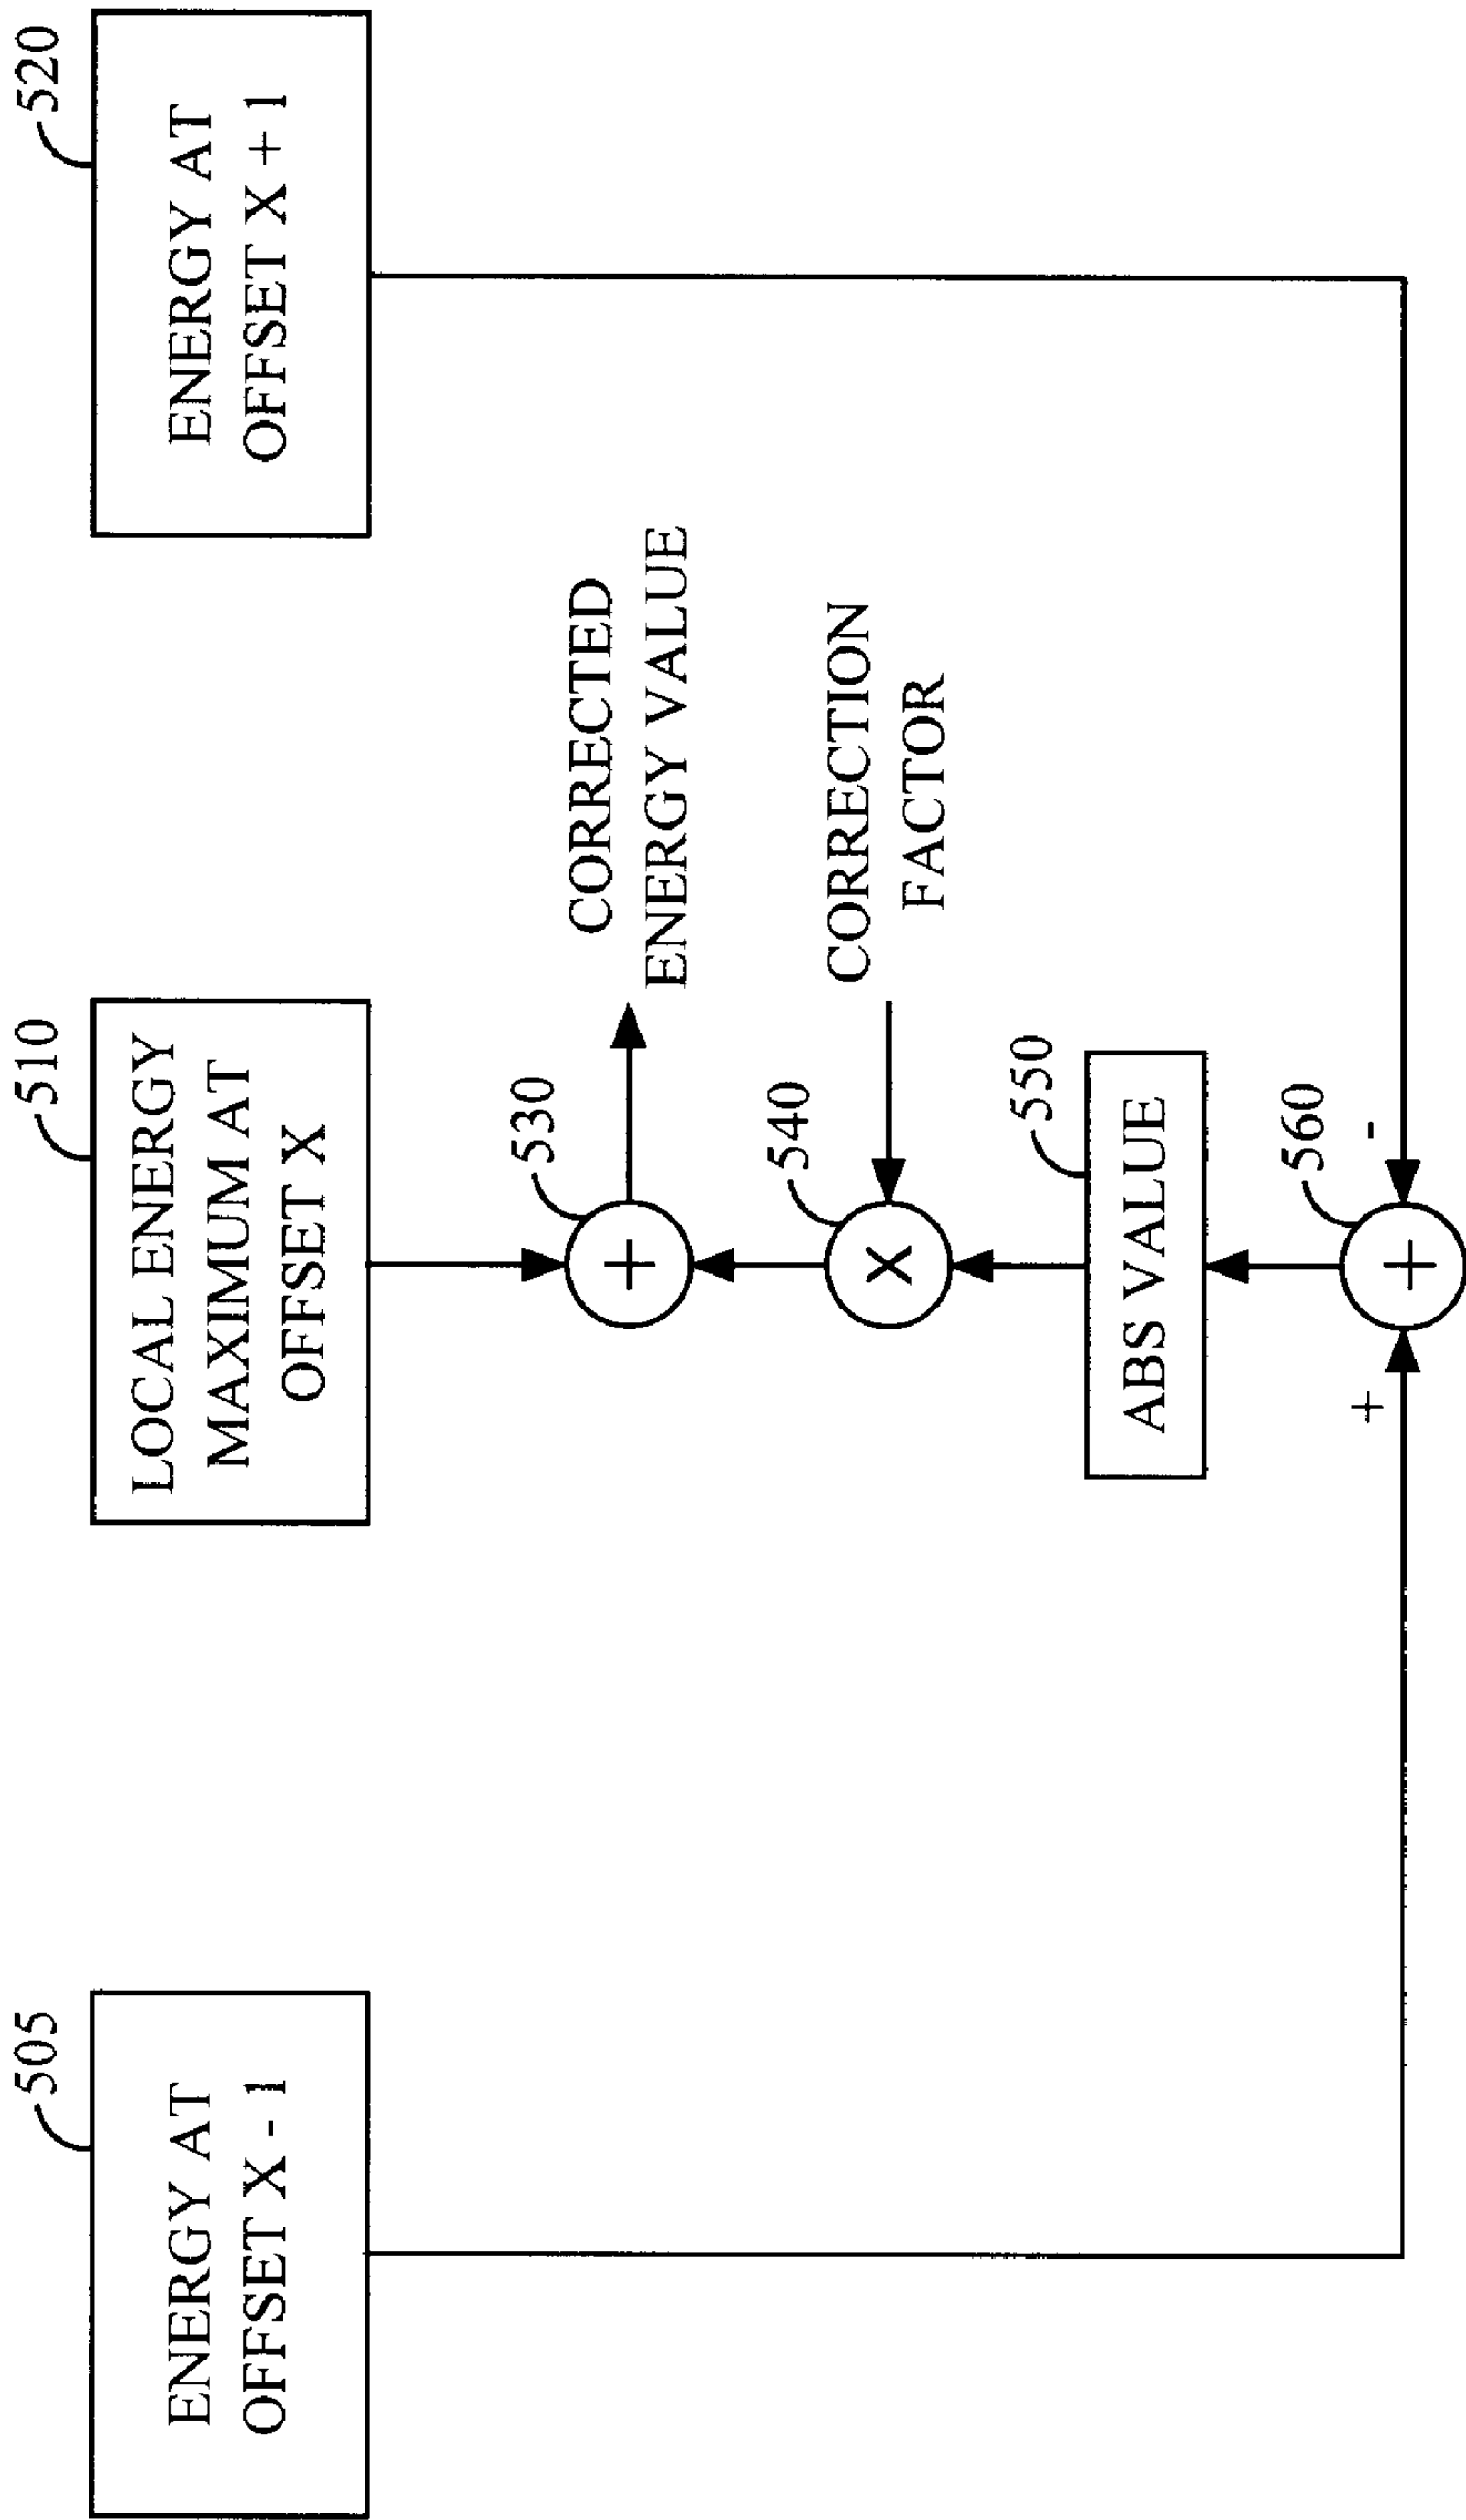 505
ENERGY AT
OFFSET X - 1
510
LOCAL ENERGY
MAXIMUM AT
OFFSET X
520
ENERGY AT
OFFSET X + 1
530
+
CORRECTED
ENERGY VALUE
540
X
CORRECTION
FACTOR
550
ABS VALUE
560
+
+
-